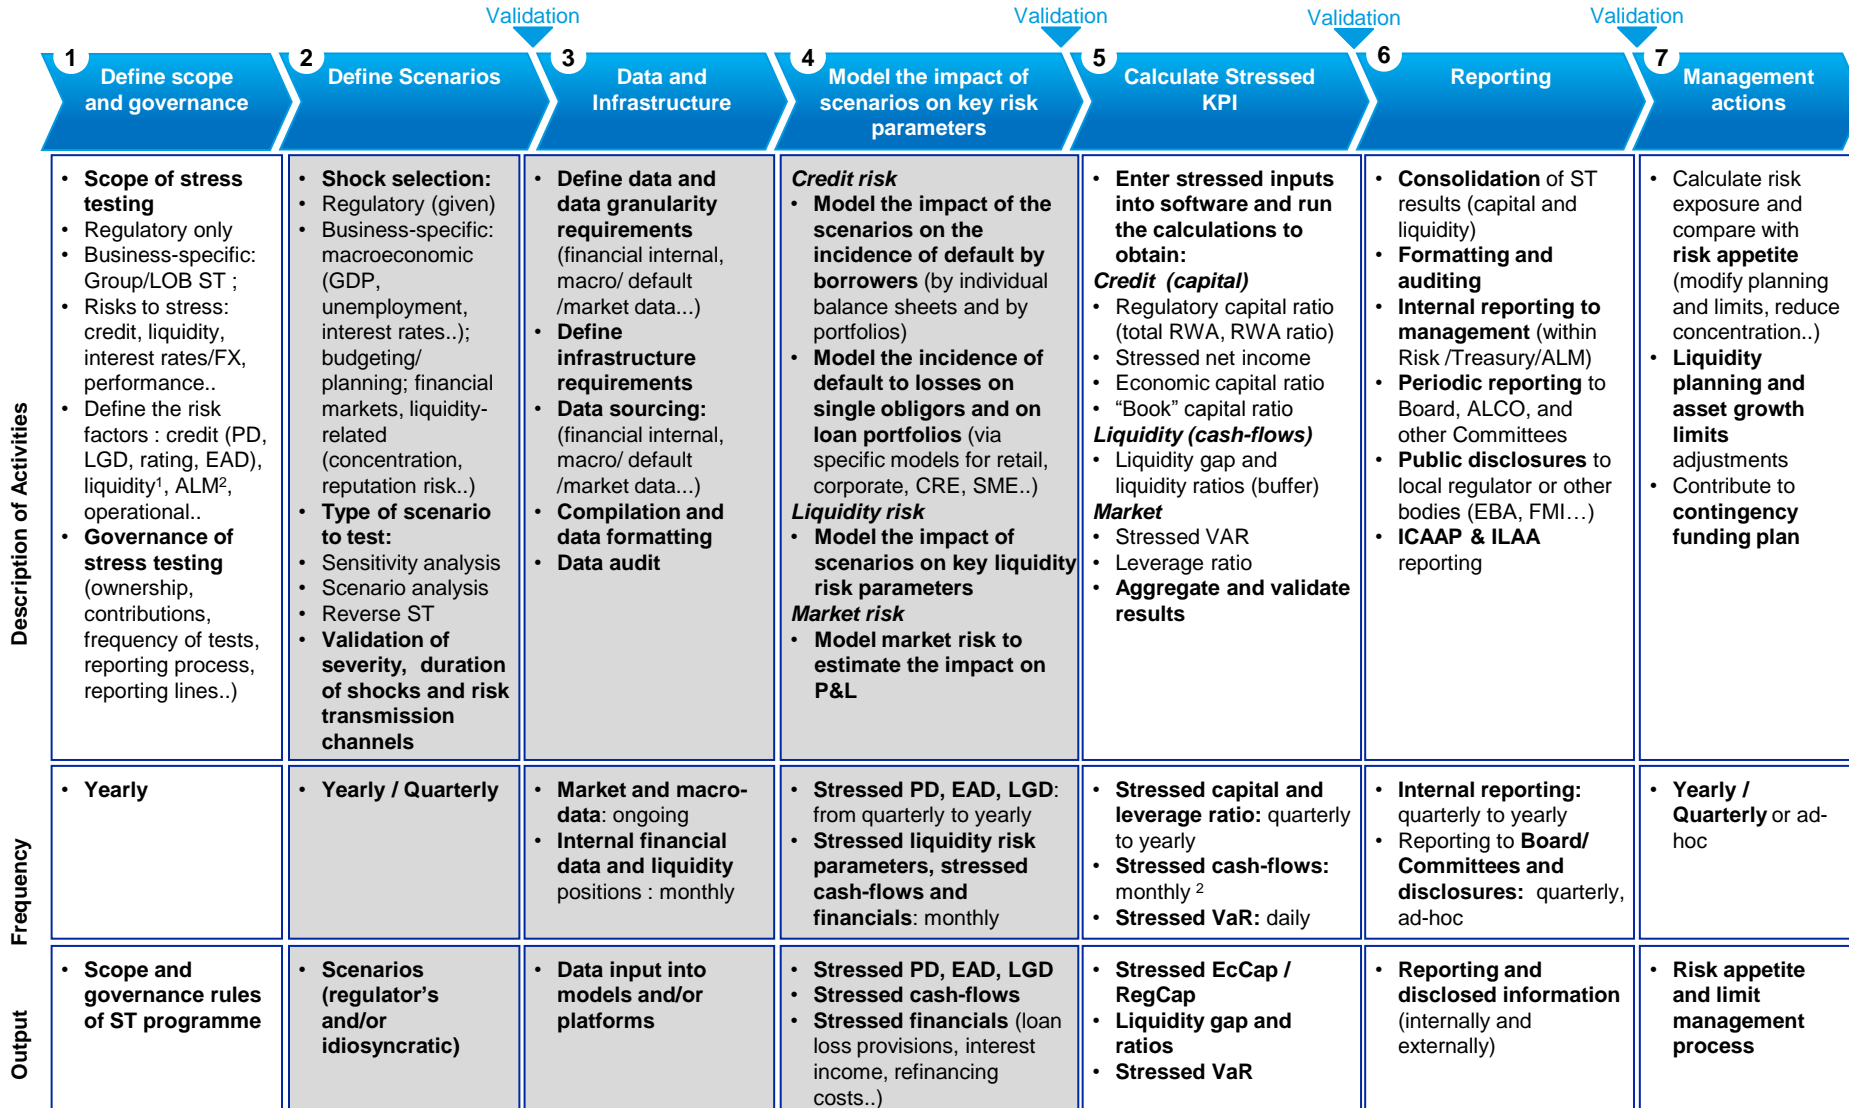 Validation
Validation
Validation
Validation
1
Define scope
and governance
2
Define Scenarios
3
Data and
Infrastructure
4
Model the impact of
scenarios on key risk
parameters
5
Calculate Stressed
KPI
6
Reporting
7
Management
actions
Description of Activities
• Scope of stress
testing
• Regulatory only
• Business-specific:
Group/LOB ST ;
• Risks to stress:
credit, liquidity,
interest rates/FX,
performance..
• Define the risk
factors : credit (PD,
LGD, rating, EAD),
liquidity¹, ALM²,
operational..
• Governance of
stress testing
(ownership,
contributions,
frequency of tests,
reporting process,
reporting lines..)
• Shock selection:
• Regulatory (given)
• Business-specific:
macroeconomic
(GDP,
unemployment,
interest rates..);
budgeting/
planning; financial
markets, liquidity-
related
(concentration,
reputation risk..)
• Type of scenario
to test:
• Sensitivity analysis
• Scenario analysis
• Reverse ST
• Validation of
severity, duration
of shocks and risk
transmission
channels
• Define data and
data granularity
requirements
(financial internal,
macro/ default
/market data...)
• Define
infrastructure
requirements
• Data sourcing:
(financial internal,
macro/ default
/market data...)
• Compilation and
data formatting
• Data audit
Credit risk
• Model the impact of the
scenarios on the
incidence of default by
borrowers (by individual
balance sheets and by
portfolios)
• Model the incidence of
default to losses on
single obligors and on
loan portfolios (via
specific models for retail,
corporate, CRE, SME..)
Liquidity risk
• Model the impact of
scenarios on key liquidity
risk parameters
Market risk
• Model market risk to
estimate the impact on
P&L
• Enter stressed inputs
into software and run
the calculations to
obtain:
Credit (capital)
• Regulatory capital ratio
(total RWA, RWA ratio)
• Stressed net income
• Economic capital ratio
• “Book” capital ratio
Liquidity (cash-flows)
• Liquidity gap and
liquidity ratios (buffer)
Market
• Stressed VAR
• Leverage ratio
• Aggregate and validate
results
• Consolidation of ST
results (capital and
liquidity)
• Formatting and
auditing
• Internal reporting to
management (within
Risk /Treasury/ALM)
• Periodic reporting to
Board, ALCO, and
other Committees
• Public disclosures to
local regulator or other
bodies (EBA, FMI…)
• ICAAP & ILAA
reporting
• Calculate risk
exposure and
compare with
risk appetite
(modify planning
and limits, reduce
concentration..)
• Liquidity
planning and
asset growth
limits
adjustments
• Contribute to
contingency
funding plan
Frequency
• Yearly
• Yearly / Quarterly
• Market and macro-
data: ongoing
• Internal financial
data and liquidity
positions : monthly
• Stressed PD, EAD, LGD:
from quarterly to yearly
• Stressed liquidity risk
parameters, stressed
cash-flows and
financials: monthly
• Stressed capital and
leverage ratio: quarterly
to yearly
• Stressed cash-flows:
monthly ²
• Stressed VaR: daily
• Internal reporting:
quarterly to yearly
• Reporting to Board/
Committees and
disclosures: quarterly,
ad-hoc
• Yearly /
Quarterly or ad-
hoc
Output
• Scope and
governance rules
of ST programme
• Scenarios
(regulator’s
and/or
idiosyncratic)
• Data input into
models and/or
platforms
• Stressed PD, EAD, LGD
• Stressed cash-flows
• Stressed financials (loan
loss provisions, interest
income, refinancing
costs..)
• Stressed EcCap /
RegCap
• Liquidity gap and
ratios
• Stressed VaR
• Reporting and
disclosed information
(internally and
externally)
• Risk appetite
and limit
management
process